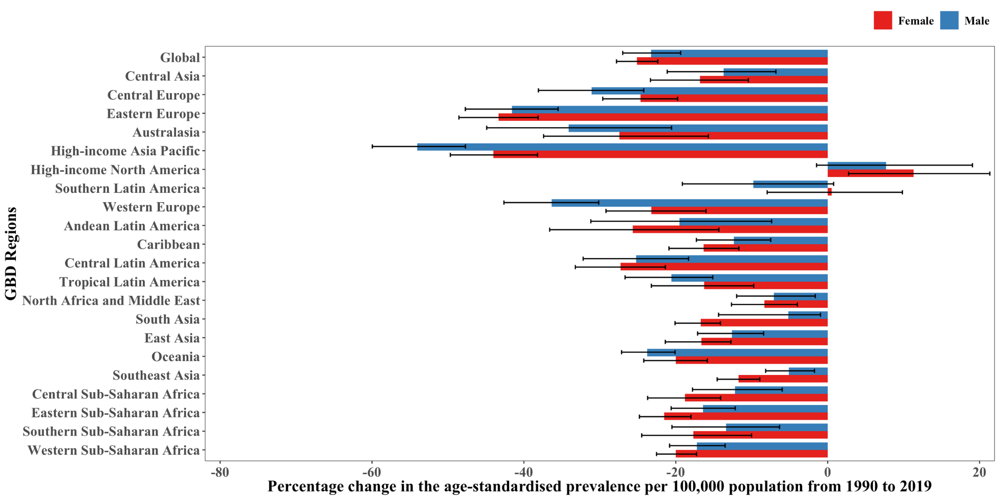 Female Male
Global
Central Asia
Central Europe
Eastern Europe
Australasia
High-income Asia Pacific
High-income North America
Southern Latin America
Western Europe
Andean Latin America
Caribbean
Central Latin America
Tropical Latin America
North Africa and Middle East
South Asia
East Asia
Oceania
Southeast Asia
Central Sub-Saharan Africa
Eastern Sub-Saharan Africa
Southern Sub-Saharan Africa
Western Sub-Saharan Africa
GBD Regions
-80 -60 -40 -20 0 20
Percentage change in the age-standardised prevalence per 100,000 population from 1990 to 2019